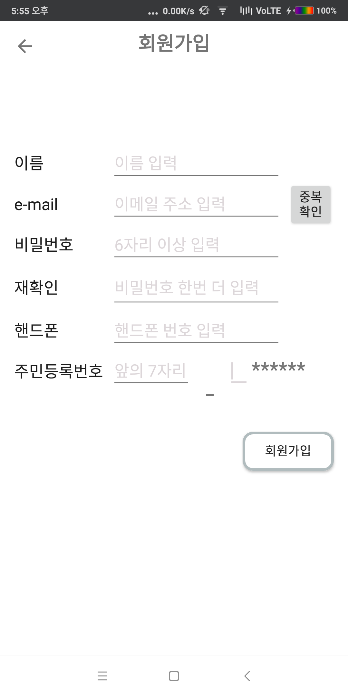 5:55 오후 ... 0.00K/s VoLTE 100%
회원가입
이름 이름 입력
e-mail 이메일 주소 입력 중복
확인
비밀번호 6자리 이상 입력
재확인 비밀번호 한번 더 입력
핸드폰 핸드폰 번호 입력
주민등록번호 앞의 7자리 - ******
회원가입